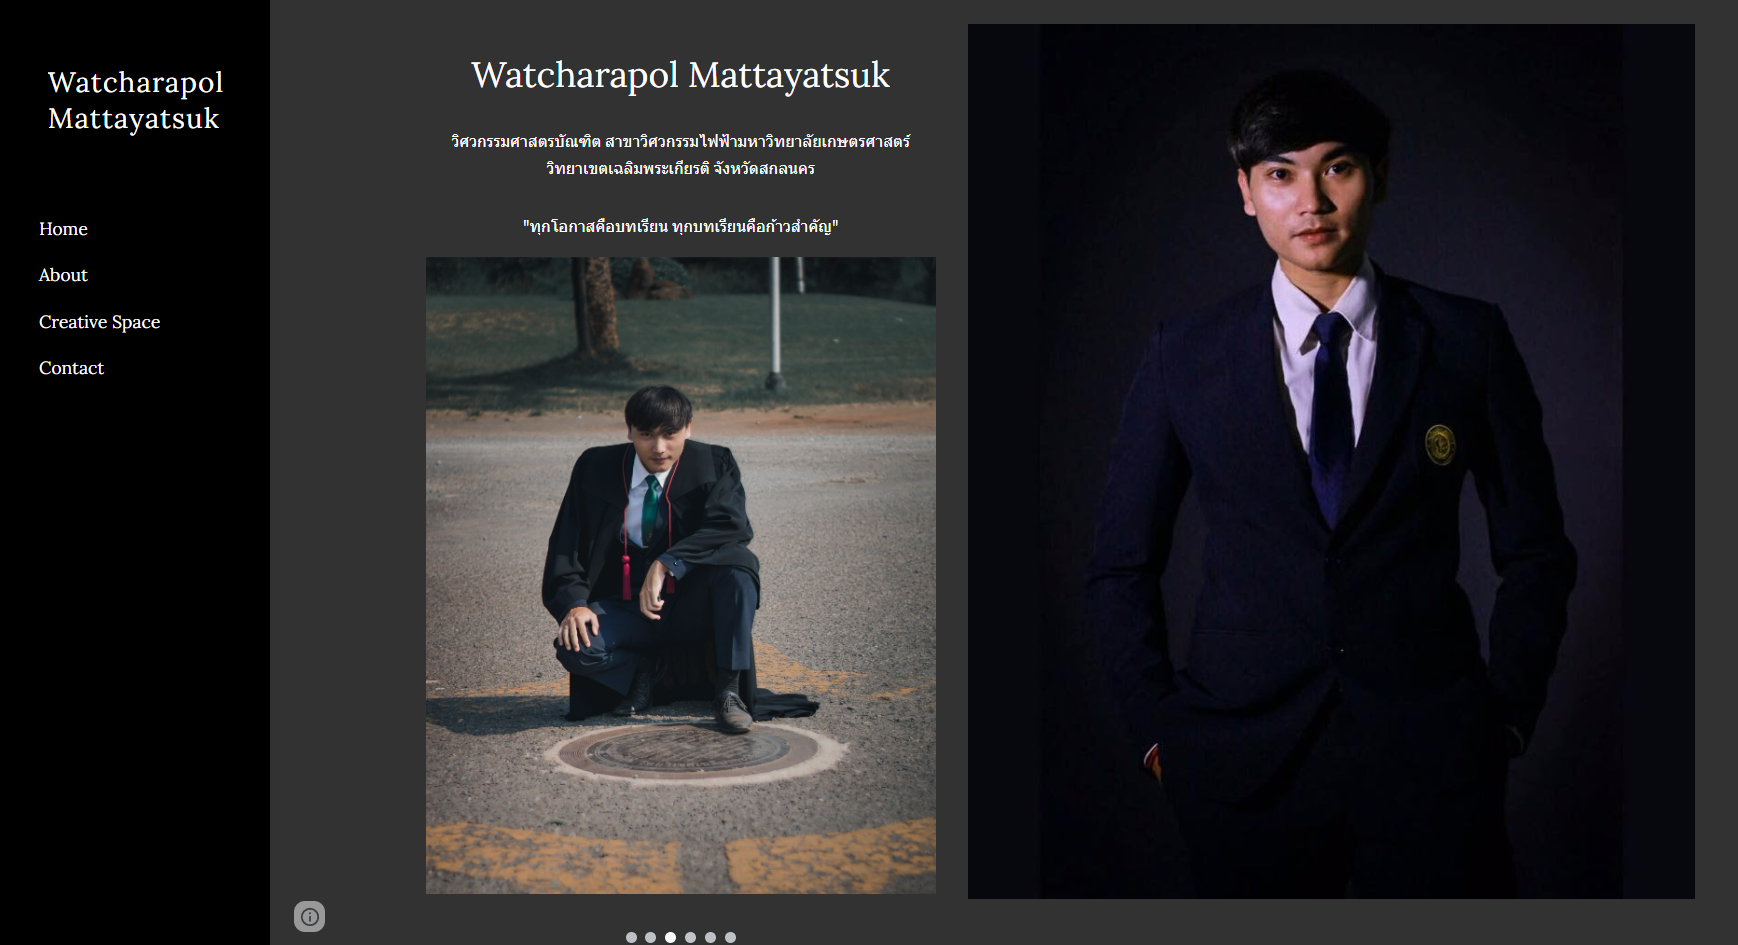 Watcharapol
Mattayatsuk
Home
About
Creative Space
Contact
Watcharapol Mattayatsuk
วิศวกรรมศาสตรบัณฑิต สาขาวิศวกรรมไฟฟ้ามหาวิทยาลัยเกษตรศาสตร์
วิทยาเขตเฉลิมพระเกียรติ จังหวัดสกลนคร
"ทุกโอกาสคือบทเรียน ทุกบทเรียนคือก้าวสำคัญ"